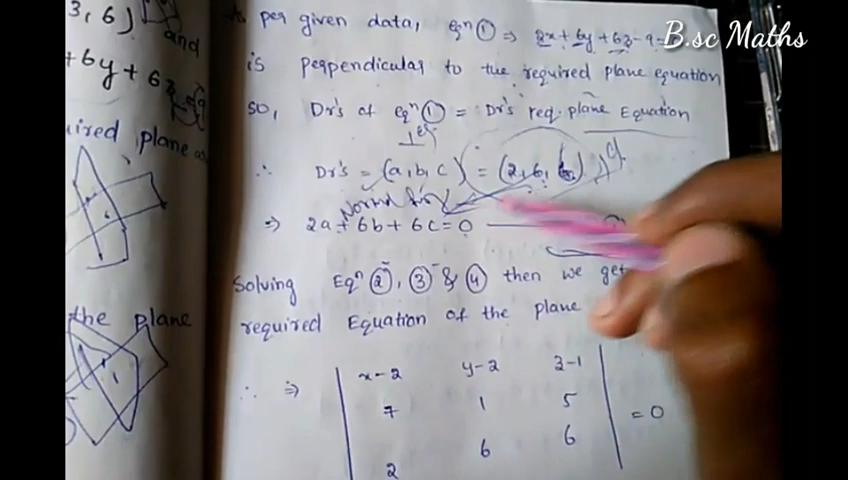 3, 6) and
+6y + 6z = 9
uired plane as
the plane
As per given data, eqⁿ ① ⇒ 2x + 6y + 6z - 9 =
is perpendicular to the required plane equation
so, Dr's of eqⁿ ① = Dr's req. plane Equation
∴ Dr's = (a, b, c) = (2, 6, 6)
Normal
⇒ 2a + 6b + 6c = 0
Solving Eqⁿ ②, ③ & ④ then we get
required Equation of the plane
∴ ⇒ | x-2 y-2 z-1 |
7 1 5 = 0
2 6 6
B.sc Maths